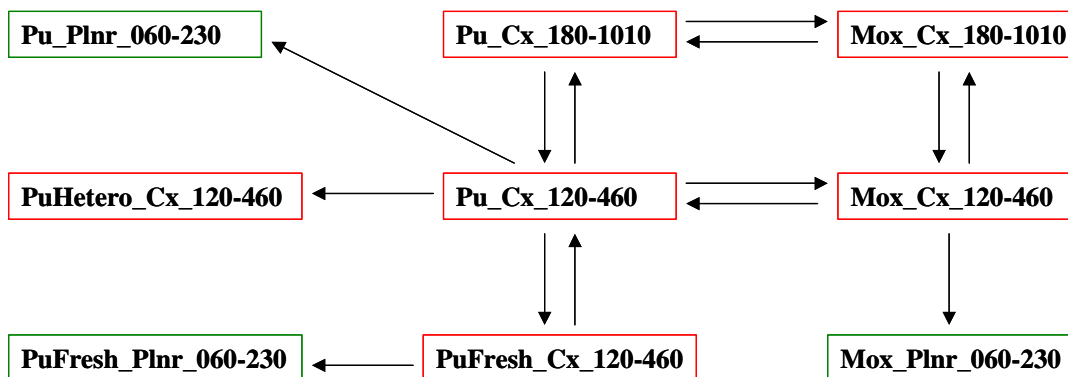 Pu_Plnr_060-230
Pu_Cx_180-1010
Mox_Cx_180-1010
PuHetero_Cx_120-460
Pu_Cx_120-460
Mox_Cx_120-460
PuFresh_Plnr_060-230
PuFresh_Cx_120-460
Mox_Plnr_060-230